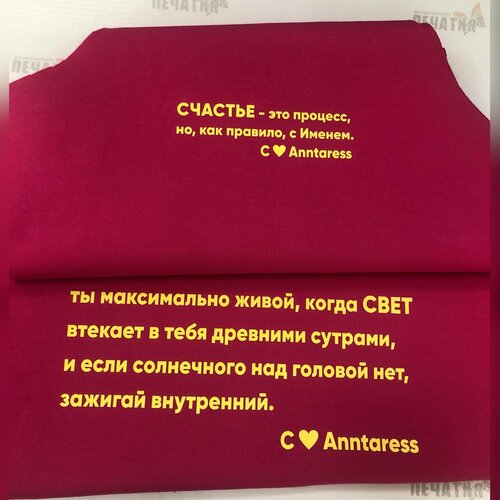 ПЕЧАТНЯ
СЧАСТЬЕ - это процесс,
но, как правило, с Именем.
С ♥ Anntaress
ты максимально живой, когда СВЕТ
втекает в тебя древними сутрами,
и если солнечного над головой нет,
зажигай внутренний.
С ♥ Anntaress